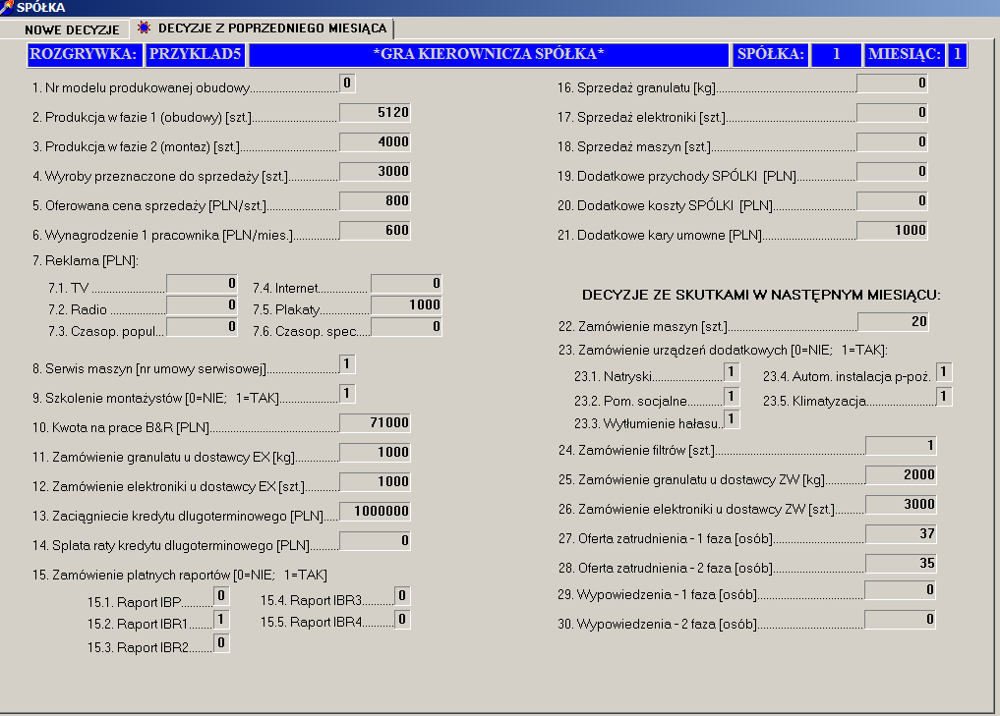 SPÓŁKA
NOWE DECYZJE
DECYZJE Z POPRZEDNIEGO MIESIĄCA
ROZGRYWKA: PRZYKLAD5 *GRA KIEROWNICZA SPÓŁKA* SPÓŁKA: 1 MIESIĄC: 1
1. Nr modelu produkowanej obudowy 0
2. Produkcja w fazie 1 (obudowy) [szt.] 5120
3. Produkcja w fazie 2 (montaz) [szt.] 4000
4. Wyroby przeznaczone do sprzedaży [szt.] 3000
5. Oferowana cena sprzedaży [PLN/szt.] 800
6. Wynagrodzenie 1 pracownika [PLN/mies.] 600
7. Reklama [PLN]:
7.1. TV 0 7.4. Internet 0
7.2. Radio 0 7.5. Plakaty 1000
7.3. Czasop. popul... 0 7.6. Czasop. spec.... 0
8. Serwis maszyn [nr umowy serwisowej] 1
9. Szkolenie montażystów [0=NIE; 1=TAK] 1
10. Kwota na prace B&R [PLN] 71000
11. Zamówienie granulatu u dostawcy EX [kg] 1000
12. Zamówienie elektroniki u dostawcy EX [szt.] 1000
13. Zaciągniecie kredytu dlugoterminowego [PLN] 1000000
14. Splata raty kredytu dlugoterminowego [PLN] 0
15. Zamówienie platnych raportów [0=NIE; 1=TAK]
15.1. Raport IBP 0 15.4. Raport IBR3 0
15.2. Raport IBR1 1 15.5. Raport IBR4 0
15.3. Raport IBR2 0
16. Sprzedaż granulatu [kg] 0
17. Sprzedaż elektroniki [szt.] 0
18. Sprzedaż maszyn [szt.] 0
19. Dodatkowe przychody SPÓLKI [PLN] 0
20. Dodatkowe koszty SPÓLKI [PLN] 0
21. Dodatkowe kary umowne [PLN] 1000
DECYZJE ZE SKUTKAMI W NASTĘPNYM MIESIĄCU:
22. Zamówienie maszyn [szt.] 20
23. Zamówienie urządzeń dodatkowych [0=NIE; 1=TAK]:
23.1. Natryski 1 23.4. Autom. instalacja p-poż. 1
23.2. Pom. socjalne 1 23.5. Klimatyzacja 1
23.3. Wytłumienie hałasu.. 1
24. Zamówienie filtrów [szt.] 1
25. Zamówienie granulatu u dostawcy ZW [kg] 2000
26. Zamówienie elektroniki u dostawcy ZW [szt.] 3000
27. Oferta zatrudnienia - 1 faza [osób] 37
28. Oferta zatrudnienia - 2 faza [osób] 35
29. Wypowiedzenia - 1 faza [osób] 0
30. Wypowiedzenia - 2 faza [osób] 0